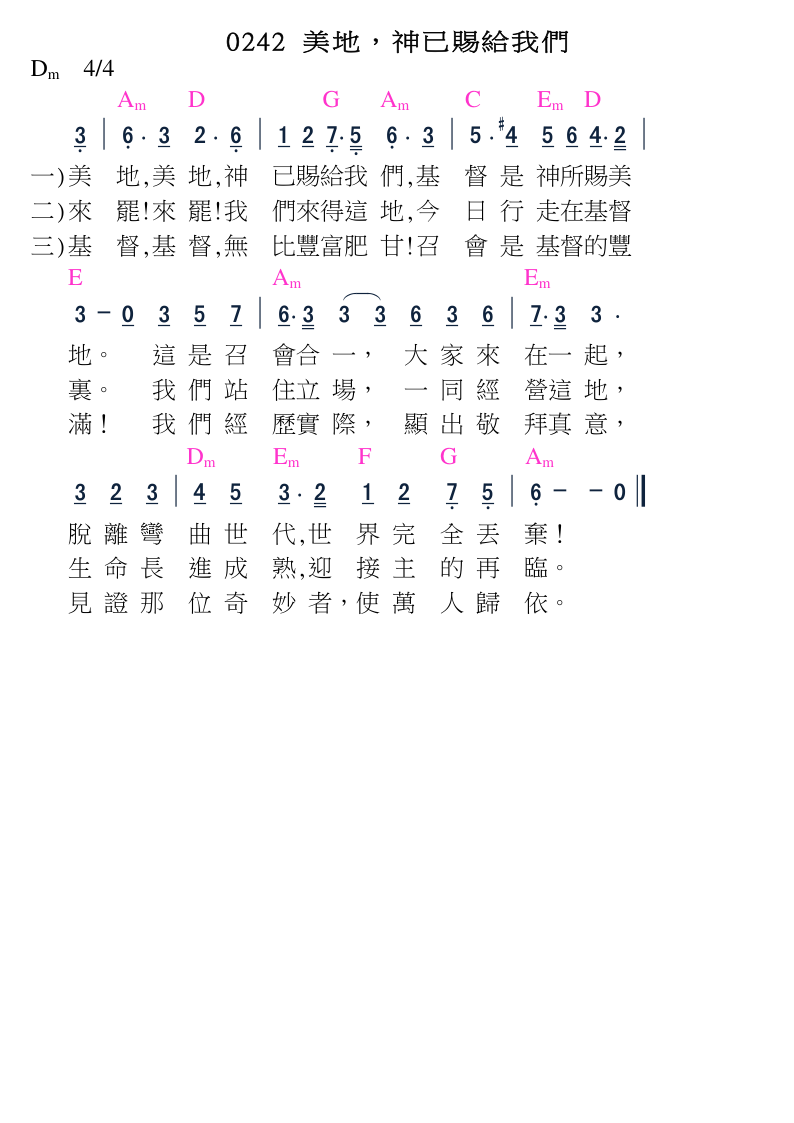 0242 美地，神已賜給我們
Dm 4/4
Am D G Am C Em D
3 | 6 · 3 2 · 6 | 1 2 7 · 5 6 · 3 | 5 · #4 5 6 4 · 2 |
一)美 地,美 地,神 已賜給我 們,基 督 是 神所賜美
二)來 罷!來 罷!我 們來得這 地,今 日 行 走在基督
三)基 督,基 督,無 比豐富肥 甘!召 會 是 基督的豐
E Am Em
3 – 0 3 5 7 | 6 · 3 3 3 6 3 6 | 7 · 3 3 ·
地。 這 是 召 會合 一， 大 家 來 在一 起，
裏。 我 們 站 住立 場， 一 同 經 營這 地，
滿！ 我 們 經 歷實 際， 顯 出 敬 拜真 意，
Dm Em F G Am
3 2 3 | 4 5 3 · 2 1 2 7 5 | 6 – – 0 ‖
脫 離 彎 曲 世 代,世 界 完 全 丟 棄！
生 命 長 進 成 熟,迎 接 主 的 再 臨。
見 證 那 位 奇 妙 者，使 萬 人 歸 依。